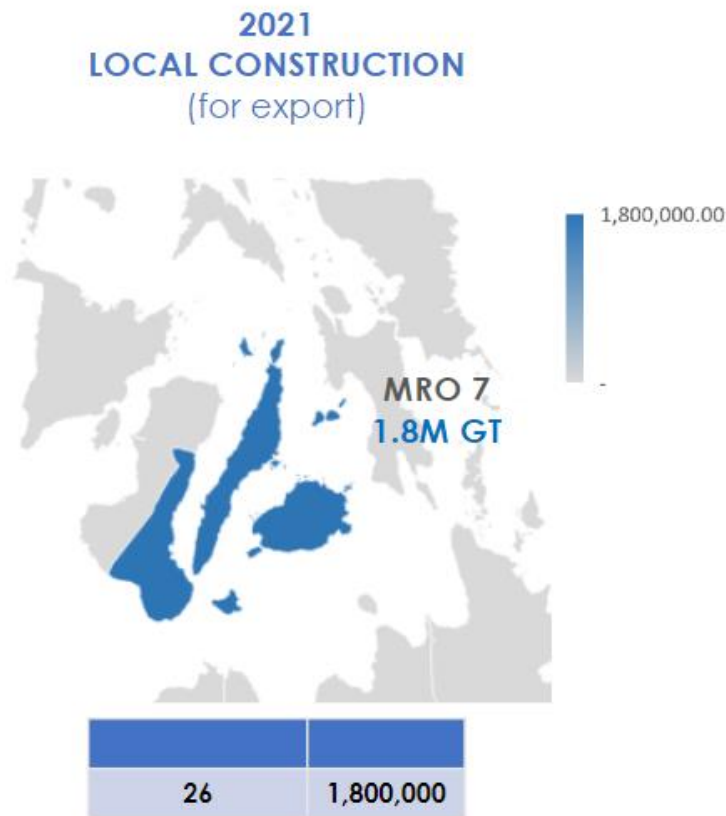 2021
LOCAL CONSTRUCTION
(for export)
1,800,000.00
-
MRO 7
1.8M GT
26 1,800,000